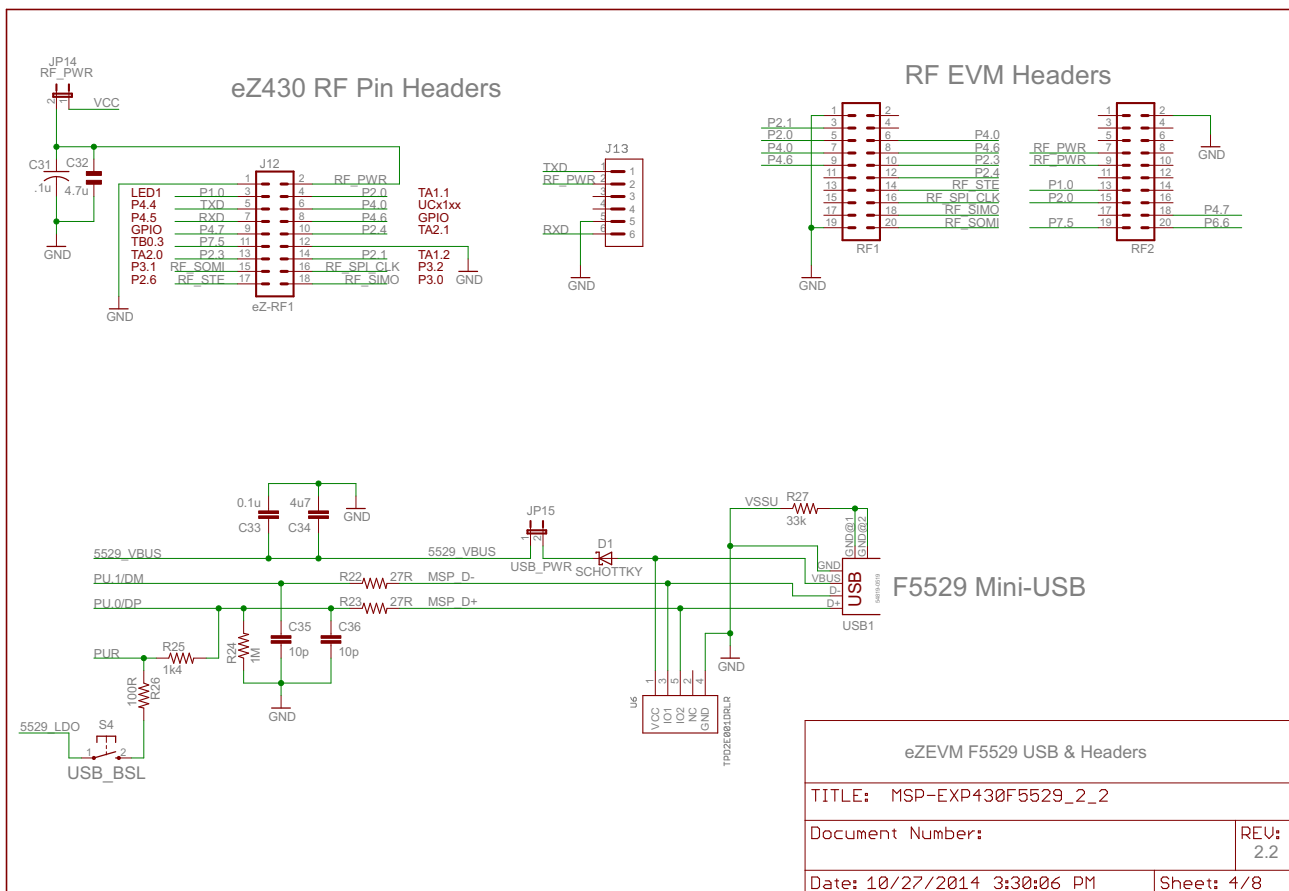 JP14
RF_PWR
2 1
VCC
eZ430 RF Pin Headers
RF EVM Headers
C31
.1u
C32
4.7u
GND
J12
LED1 P1.0 1 2 RF_PWR
P4.4 TXD 3 4 P2.0 TA1.1
P4.5 RXD 5 6 P4.0 UCx1xx
GPIO P4.7 7 8 P4.6 GPIO
TB0.3 P7.5 9 10 P2.4 TA2.1
TA2.0 P2.3 11 12
P3.1 RF_SOMI 13 14 P2.1 TA1.2
P2.6 RF_STE 15 16 RF_SPI_CLK P3.2
17 18 RF_SIMO P3.0
eZ-RF1
GND
GND
J13
TXD 1 1
RF_PWR 2 2
3 3
4 4
5 5
RXD 6 6
GND
1 2
P2.1 3 4
P2.0 5 6 P4.0
P4.0 7 8 P4.6
P4.6 9 10 P2.3
11 12 P2.4
13 14 RF_STE
15 16 RF_SPI_CLK
17 18 RF_SIMO
19 20 RF_SOMI
RF1
GND
1 2
3 4
5 6
RF_PWR 7 8
RF_PWR 9 10
11 12
P1.0 13 14
P2.0 15 16
17 18 P4.7
P7.5 19 20 P6.6
RF2
GND
0.1u
C33
4u7
C34
GND
5529_VBUS
5529_VBUS
JP15
1 2
USB_PWR
D1
SCHOTTKY
VSSU
R27
33k
GND@1
GND@2
PU.1/DM
R22 27R
MSP_D-
PU.0/DP
R23 27R
MSP_D+
GND
VBUS
D-
D+
USB
54819-0519
USB1
F5529 Mini-USB
PUR
R25
1k4
R24
1M
C35
10p
C36
10p
GND
100R
R26
5529_LDO
S4
1 2
USB_BSL
GND
U6
1 3 5 2 4
VCC
IO1
IO2
NC
GND
TPD2E001DRLR
eZEVM F5529 USB & Headers
TITLE: MSP-EXP430F5529_2_2
Document Number:
REV:
2.2
Date: 10/27/2014 3:30:06 PM
Sheet: 4/8